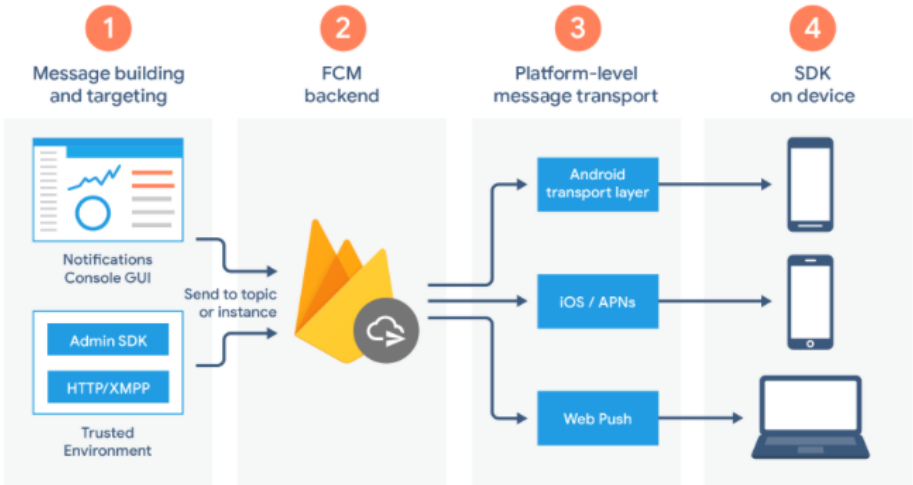 1
Message building
and targeting
2
FCM
backend
3
Platform-level
message transport
4
SDK
on device
Notifications
Console GUI
Send to topic
or instance
Admin SDK
HTTP/XMPP
Trusted
Environment
Android
transport layer
iOS / APNs
Web Push